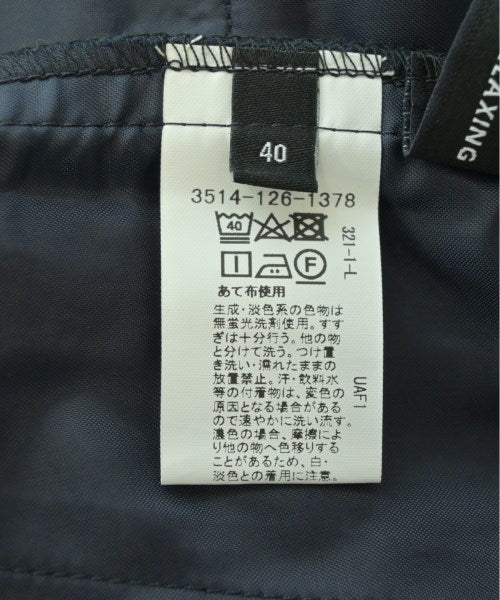 40
3514-126-1378
40
F
あて布使用
生成・淡色系の色物は
無蛍光洗剤使用。すす
ぎは十分行う。他の物
と分けて洗う。つけ置
き洗い・濡れたままの
放置禁止。汗・飲料水
等の付着物は、変色の
原因となる場合がある
ので速やかに洗い流す。
濃色の場合、摩擦によ
り他の物へ色移りする
ことがあるため、白・
淡色との着用に注意。
321-1-L
UAF1
LAXING